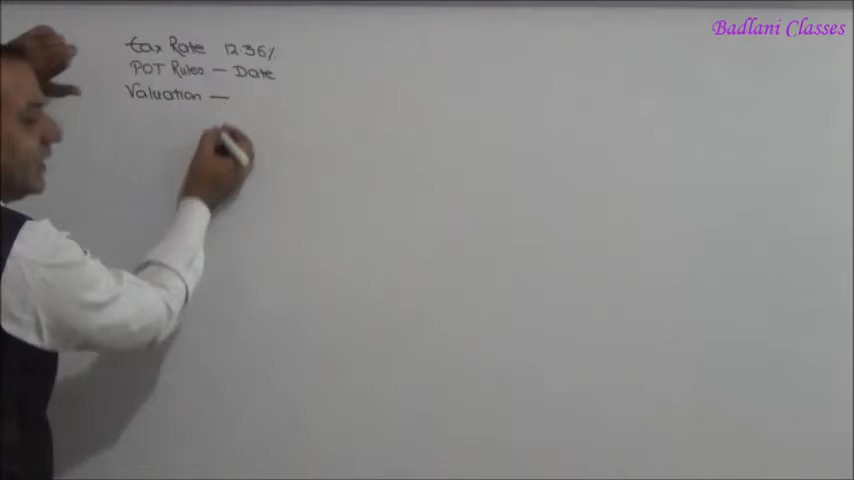 Badlani Classes
tax Rate 12.36%
POT Rules — Date
Valuation —